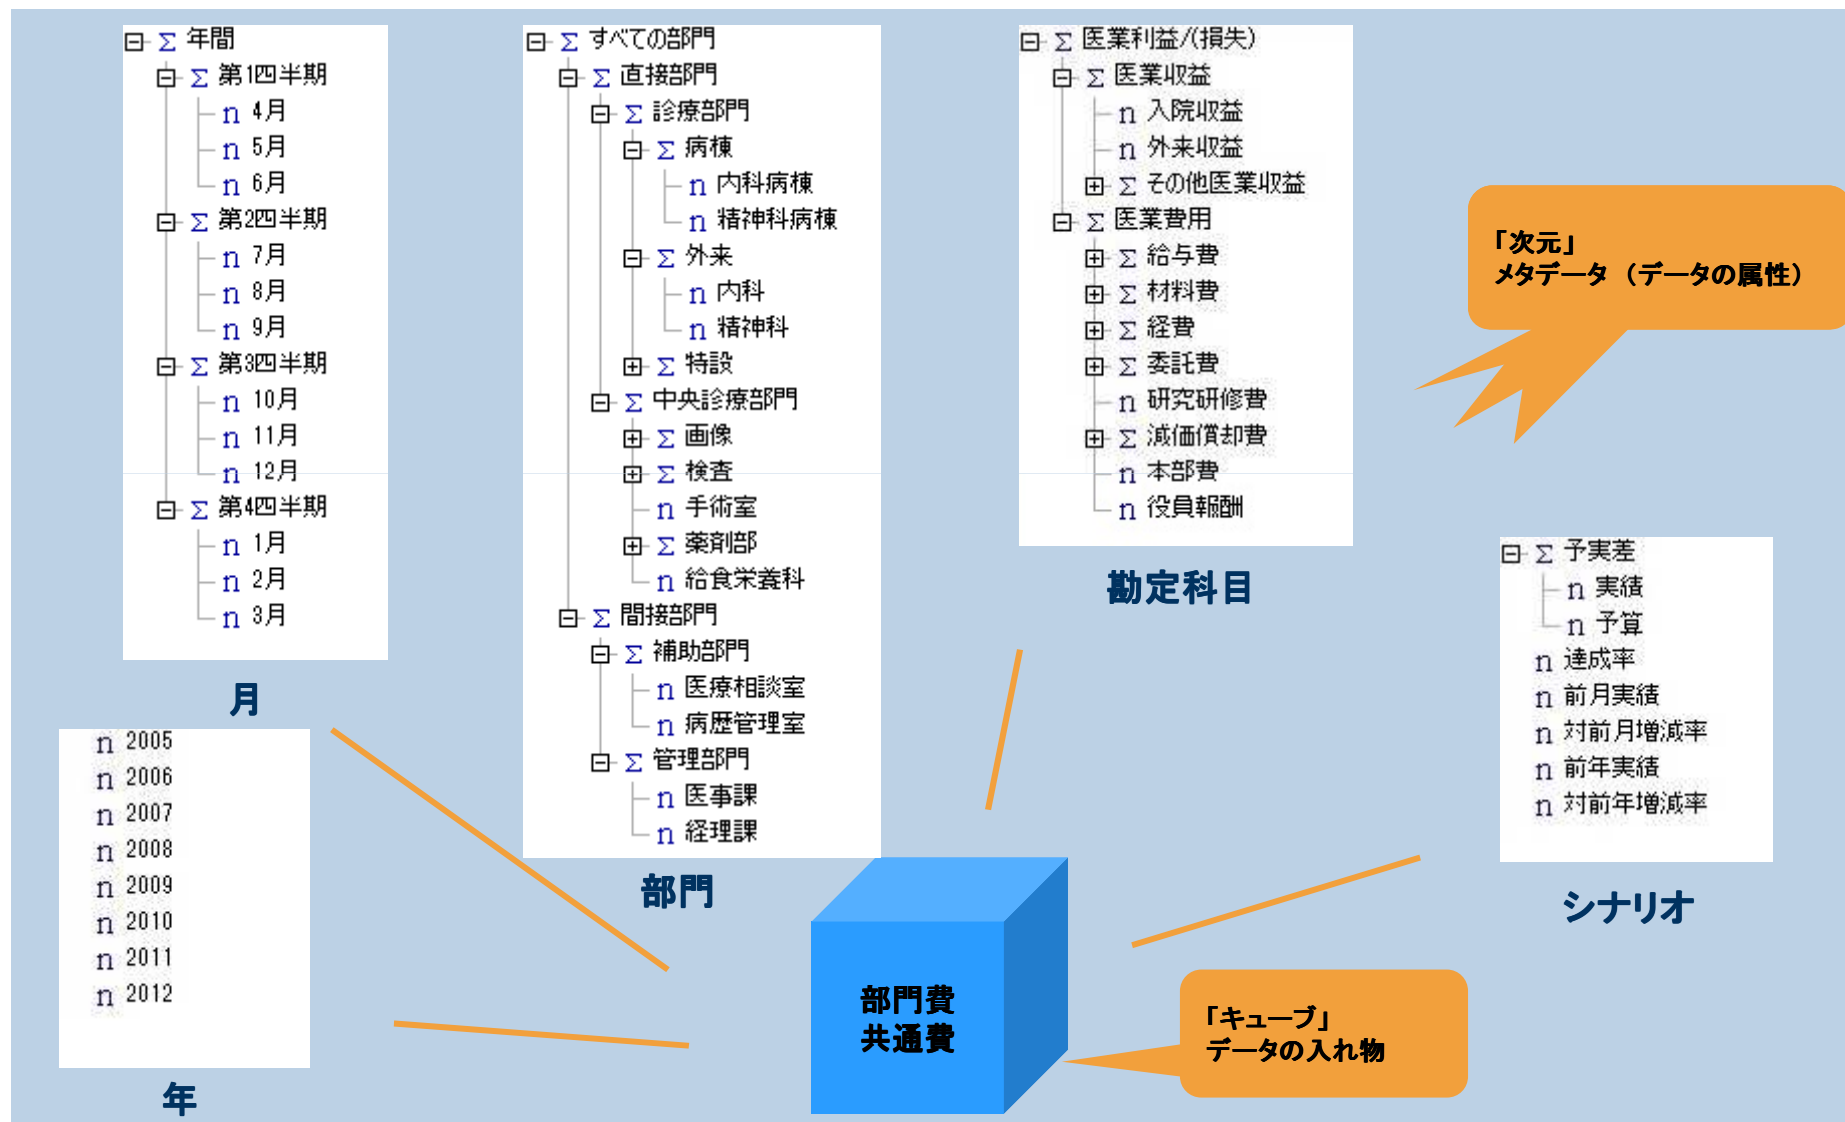 年間
第1四半期
n 4月
n 5月
n 6月
第2四半期
n 7月
n 8月
n 9月
第3四半期
n 10月
n 11月
n 12月
第4四半期
n 1月
n 2月
n 3月
月
n 2005
n 2006
n 2007
n 2008
n 2009
n 2010
n 2011
n 2012
年
Σ すべての部門
Σ 直接部門
Σ 診療部門
Σ 病棟
n 内科病棟
n 精神科病棟
Σ 外来
n 内科
n 精神科
Σ 特設
Σ 中央診療部門
Σ 画像
Σ 検査
n 手術室
Σ 薬剤部
n 給食栄養科
Σ 間接部門
Σ 補助部門
n 医療相談室
n 病歴管理室
Σ 管理部門
n 医事課
n 経理課
部門
Σ 医業利益/(損失)
Σ 医業収益
n 入院収益
n 外来収益
Σ その他医業収益
Σ 医業費用
Σ 給与費
Σ 材料費
Σ 経費
Σ 委託費
n 研究研修費
Σ 減価償却費
n 本部費
n 役員報酬
勘定科目
「次元」
メタデータ（データの属性）
Σ 予実差
n 実績
n 予算
n 達成率
n 前月実績
n 対前月増減率
n 前年実績
n 対前年増減率
シナリオ
部門費
共通費
「キューブ」
データの入れ物